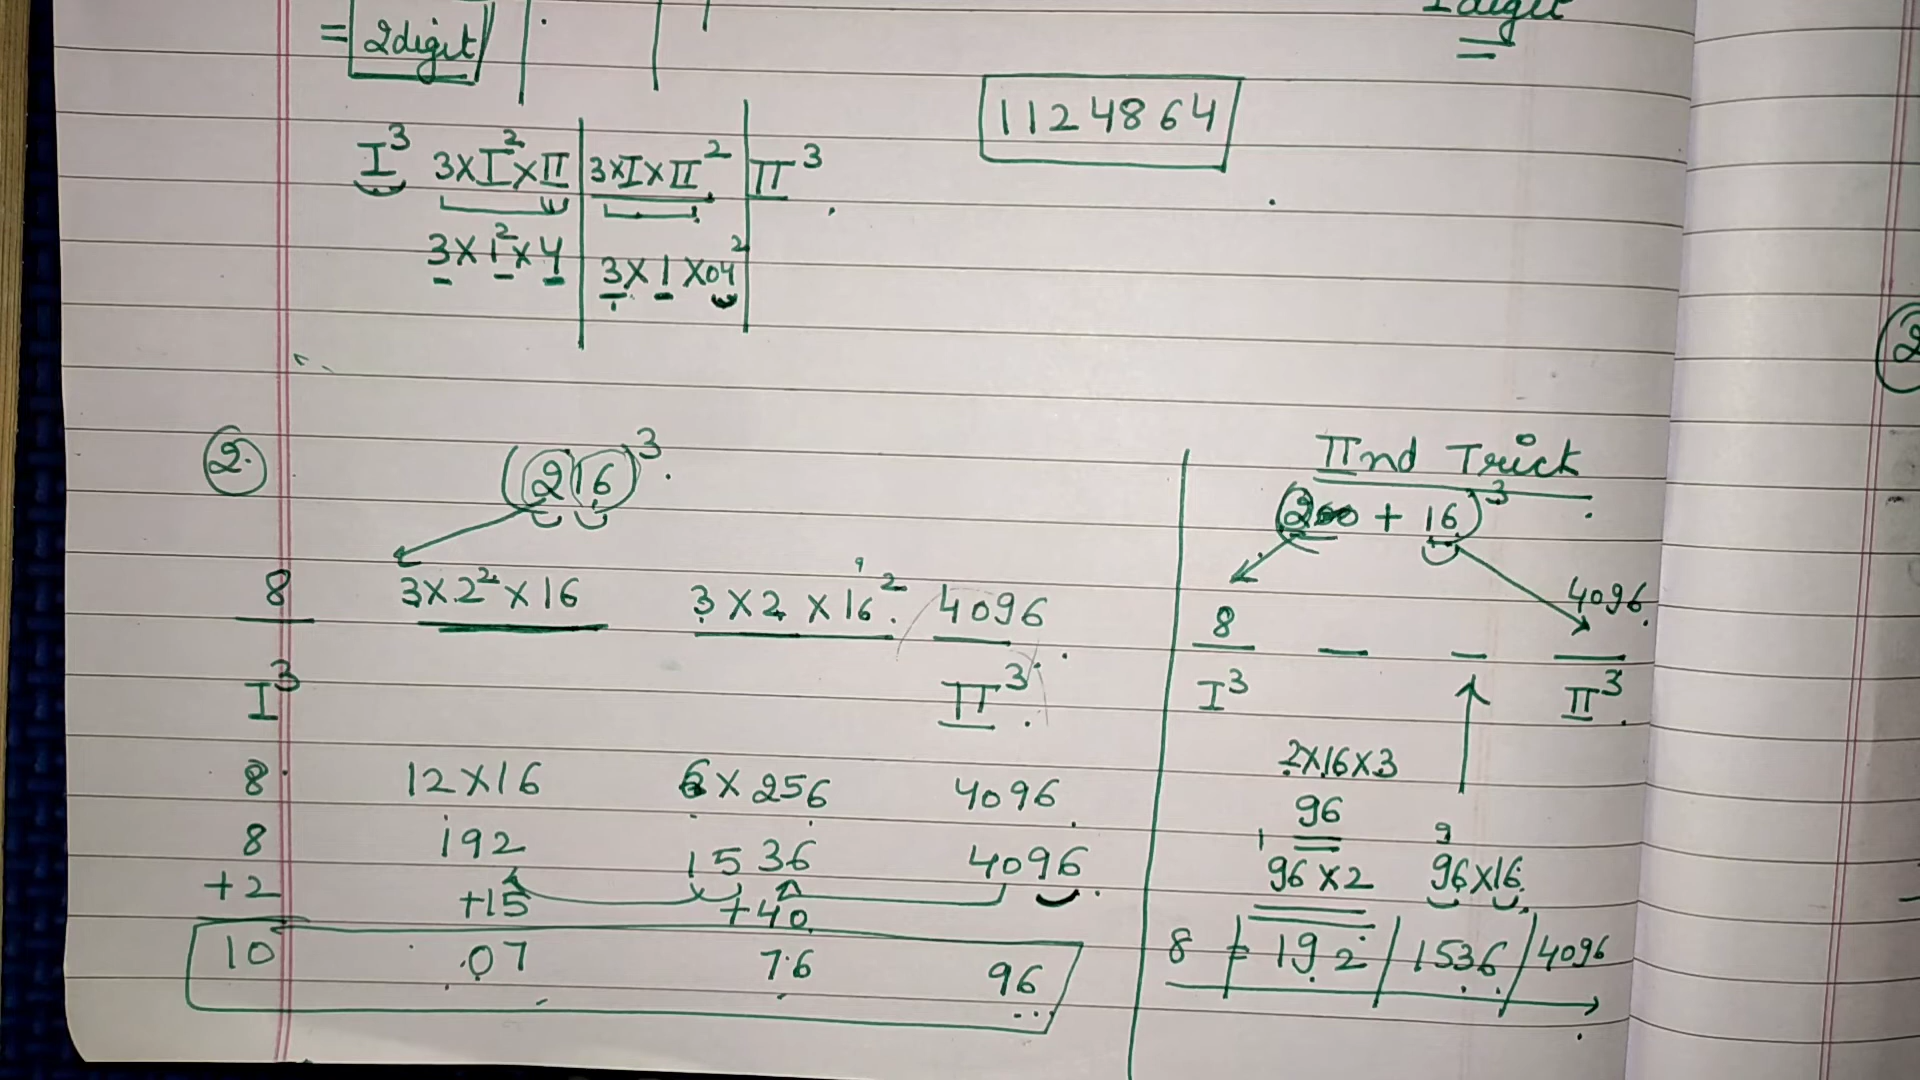 1digit
= 2digit
1124864
I³ 3×I²×II | 3×I×II² | II³
3×1²×4 | 3×1×04²
2. (216)³
8 3×2²×16 3×2×16² 4096
I³ II³
8 12×16 6×256 4096
8 192 1536 4096
+2 +15 +40
10 07 76 96
IInd Trick
(200 + 16)³
4096
8 _ _ _
I³ II³
2×16×3
96
96×2 96×16
8 | 192 / 1536 / 4096
2